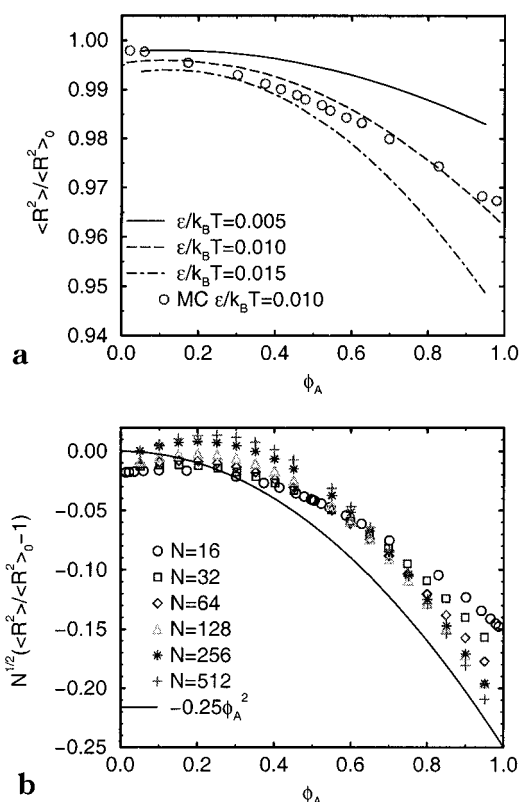 1.00
0.99
0.98
0.97
0.96
0.95
0.94
<R²>/<R²>₀
ε/k_BT=0.005
ε/k_BT=0.010
ε/k_BT=0.015
MC ε/k_BT=0.010
0.0 0.2 0.4 0.6 0.8 1.0
a
ϕ_A
0.00
−0.05
−0.10
−0.15
−0.20
−0.25
N^{1/2}(<R²>/<R²>₀−1)
N=16
N=32
N=64
N=128
N=256
N=512
−0.25ϕ_A²
0.0 0.2 0.4 0.6 0.8 1.0
b
ϕ_A